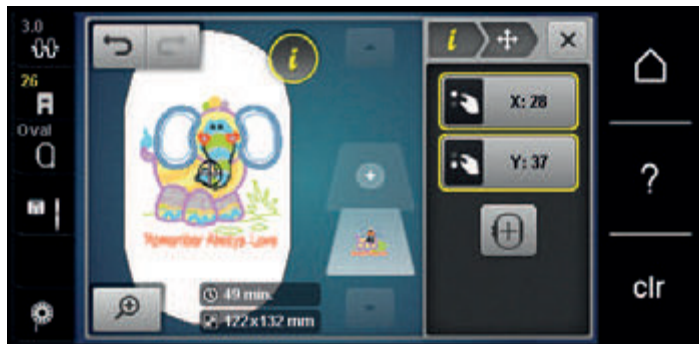 3.0
26
Oval
i
i
X: 28
Y: 37
Remember Always Love
49 min.
122x132 mm
?
clr